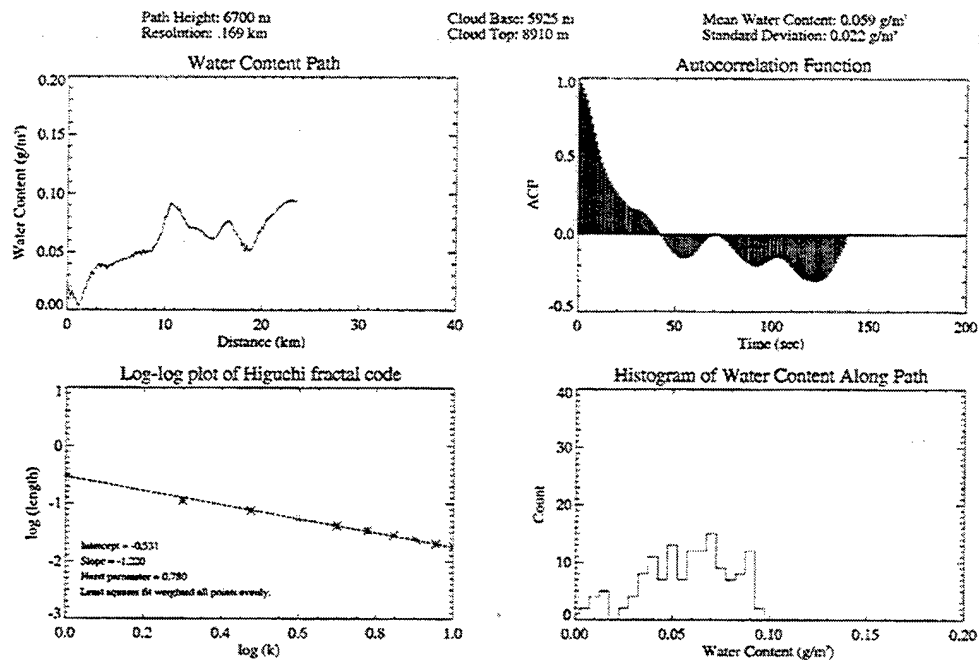 Path Height: 6700 m
Resolution: .169 km
Cloud Base: 5925 m
Cloud Top: 8910 m
Mean Water Content: 0.059 g/m³
Standard Deviation: 0.022 g/m³
Water Content Path
0.20
0.15
0.10
0.05
0.00
Water Content (g/m³)
0 10 20 30 40
Distance (km)
Autocorrelation Function
1.0
0.5
0.0
-0.5
ACF
0 50 100 150 200
Time (sec)
Log-log plot of Higuchi fractal code
1
0
-1
-2
-3
log (length)
Intercept = -0.531
Slope = -1.220
Hurst parameter = 0.780
Least squares fit weighted all points evenly.
0.0 0.2 0.4 0.6 0.8 1.0
log (k)
Histogram of Water Content Along Path
40
30
20
10
0
Count
0.00 0.05 0.10 0.15 0.20
Water Content (g/m³)